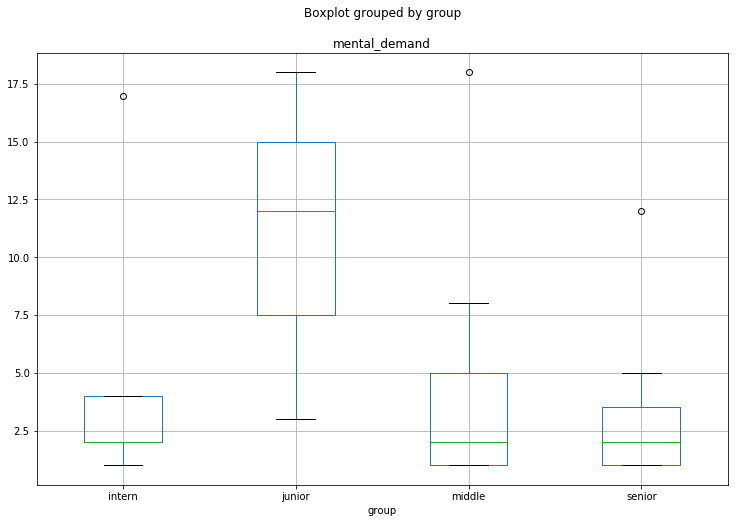 Boxplot grouped by group
mental_demand
17.5
15.0
12.5
10.0
7.5
5.0
2.5
intern junior middle senior
group